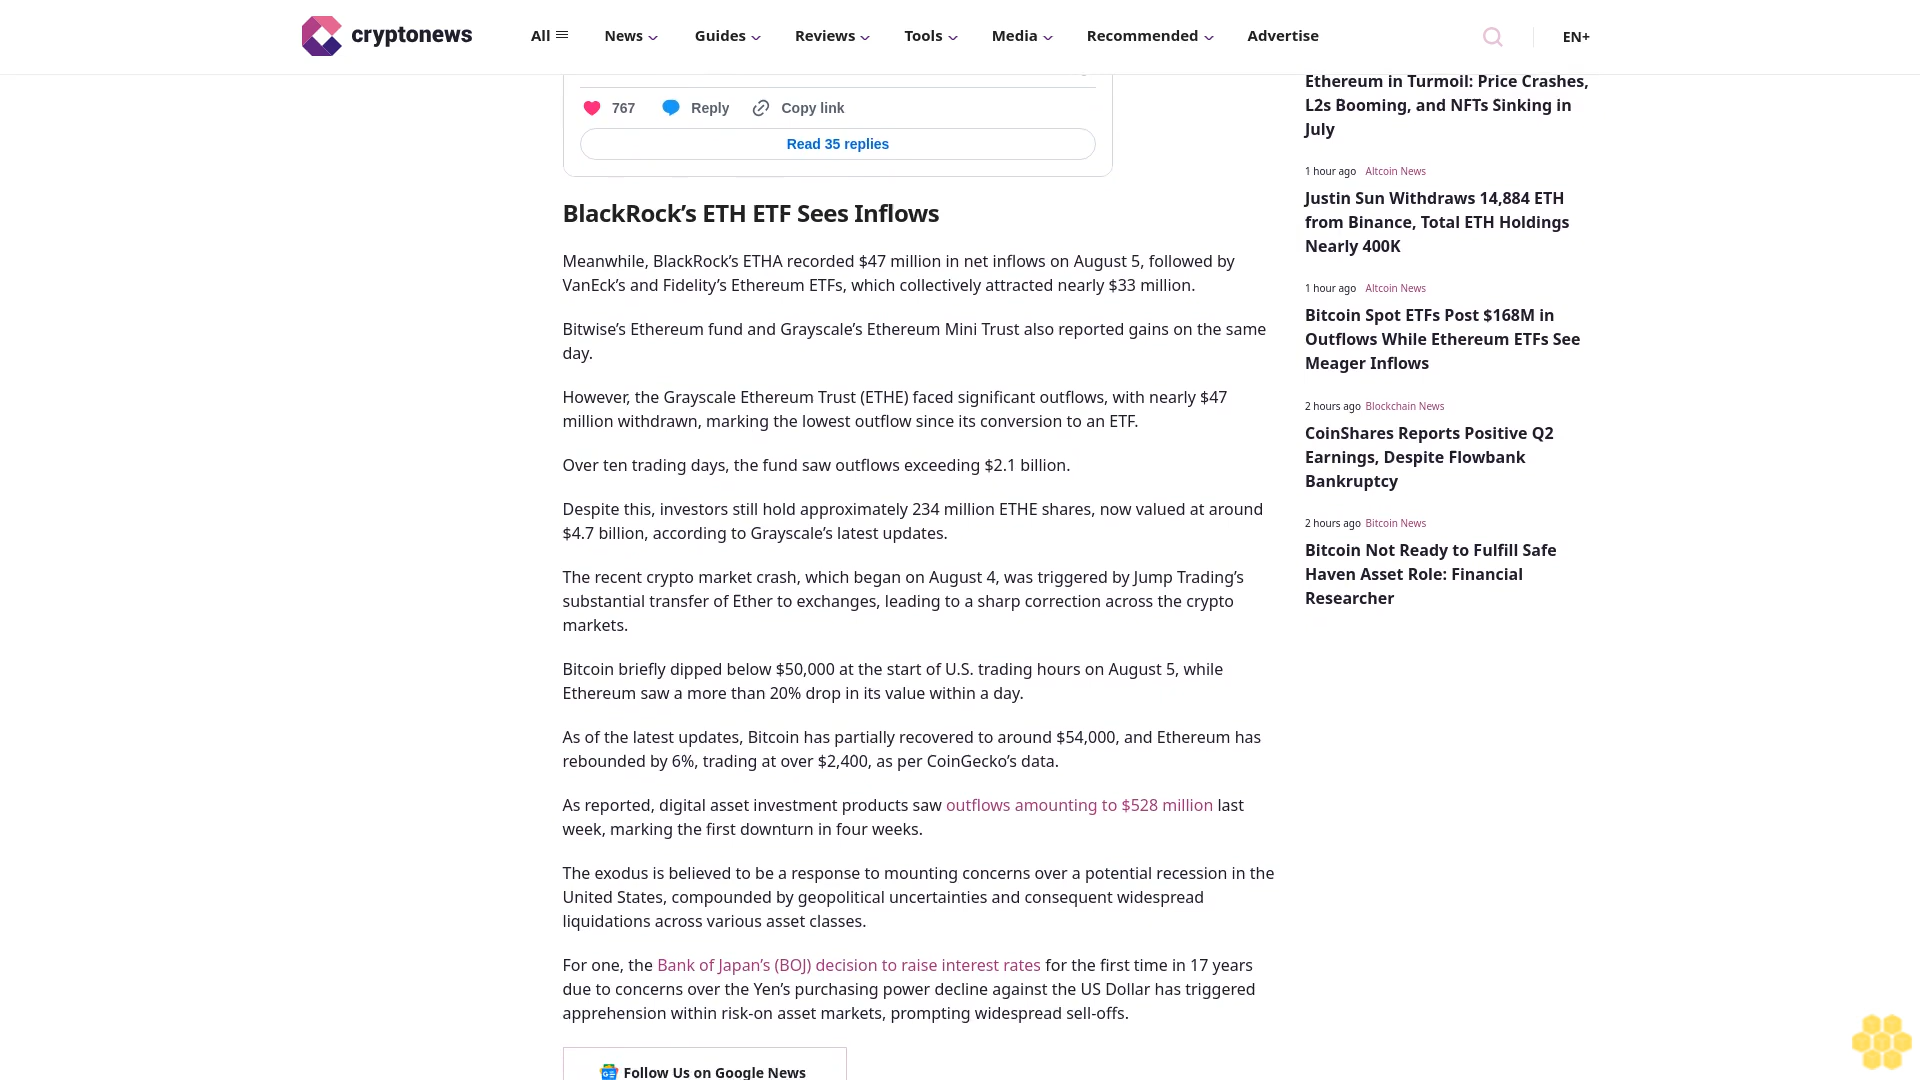 cryptonews
All
News
Guides
Reviews
Tools
Media
Recommended
Advertise
EN+
767
Reply
Copy link
Read 35 replies
BlackRock’s ETH ETF Sees Inflows
Meanwhile, BlackRock’s ETHA recorded $47 million in net inflows on August 5, followed by
VanEck’s and Fidelity’s Ethereum ETFs, which collectively attracted nearly $33 million.
Bitwise’s Ethereum fund and Grayscale’s Ethereum Mini Trust also reported gains on the same
day.
However, the Grayscale Ethereum Trust (ETHE) faced significant outflows, with nearly $47
million withdrawn, marking the lowest outflow since its conversion to an ETF.
Over ten trading days, the fund saw outflows exceeding $2.1 billion.
Despite this, investors still hold approximately 234 million ETHE shares, now valued at around
$4.7 billion, according to Grayscale’s latest updates.
The recent crypto market crash, which began on August 4, was triggered by Jump Trading’s
substantial transfer of Ether to exchanges, leading to a sharp correction across the crypto
markets.
Bitcoin briefly dipped below $50,000 at the start of U.S. trading hours on August 5, while
Ethereum saw a more than 20% drop in its value within a day.
As of the latest updates, Bitcoin has partially recovered to around $54,000, and Ethereum has
rebounded by 6%, trading at over $2,400, as per CoinGecko’s data.
As reported, digital asset investment products saw outflows amounting to $528 million last
week, marking the first downturn in four weeks.
The exodus is believed to be a response to mounting concerns over a potential recession in the
United States, compounded by geopolitical uncertainties and consequent widespread
liquidations across various asset classes.
For one, the Bank of Japan’s (BOJ) decision to raise interest rates for the first time in 17 years
due to concerns over the Yen’s purchasing power decline against the US Dollar has triggered
apprehension within risk-on asset markets, prompting widespread sell-offs.
Follow Us on Google News
Ethereum in Turmoil: Price Crashes,
L2s Booming, and NFTs Sinking in
July
1 hour ago Altcoin News
Justin Sun Withdraws 14,884 ETH
from Binance, Total ETH Holdings
Nearly 400K
1 hour ago Altcoin News
Bitcoin Spot ETFs Post $168M in
Outflows While Ethereum ETFs See
Meager Inflows
2 hours ago Blockchain News
CoinShares Reports Positive Q2
Earnings, Despite Flowbank
Bankruptcy
2 hours ago Bitcoin News
Bitcoin Not Ready to Fulfill Safe
Haven Asset Role: Financial
Researcher